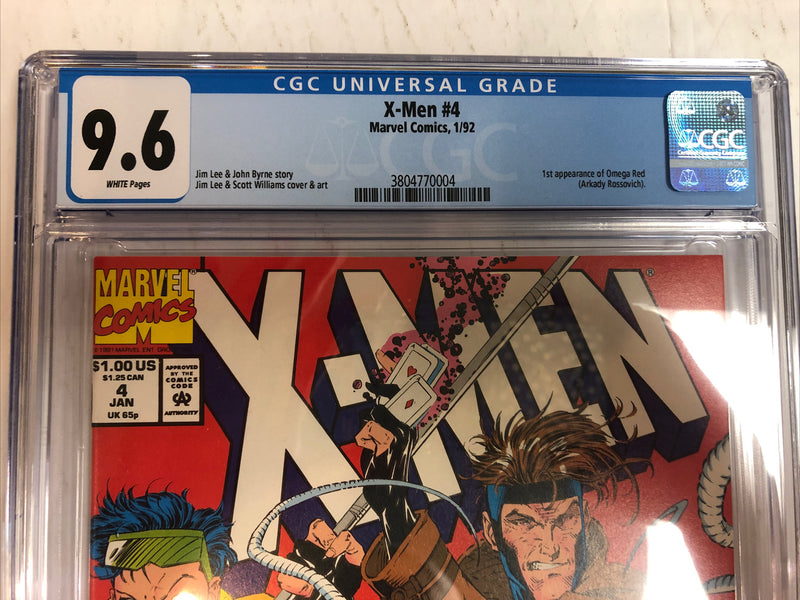 CGC UNIVERSAL GRADE
9.6
WHITE Pages
X-Men #4
Marvel Comics, 1/92
Jim Lee & John Byrne story
Jim Lee & Scott Williams cover & art
3804770004
1st appearance of Omega Red
(Arkady Rossovich).
CGC
CGC
MARVEL
COMICS
M
X-MEN®
$1.00 US
$1.25 CAN
4
JAN
UK 65p
APPROVED
BY THE
COMICS
CODE
CA
AUTHORITY